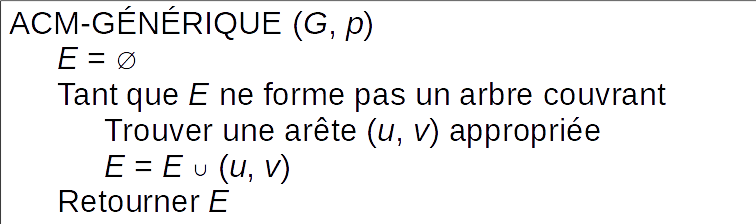 ACM-GÉNÉRIQUE (G, p)
E = ∅
Tant que E ne forme pas un arbre couvrant
Trouver une arête (u, v) appropriée
E = E ∪ (u, v)
Retourner E